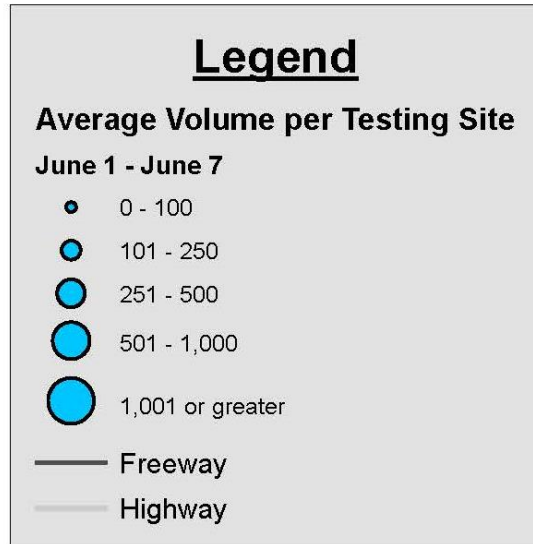 Legend
Average Volume per Testing Site
June 1 - June 7
0 - 100
101 - 250
251 - 500
501 - 1,000
1,001 or greater
Freeway
Highway